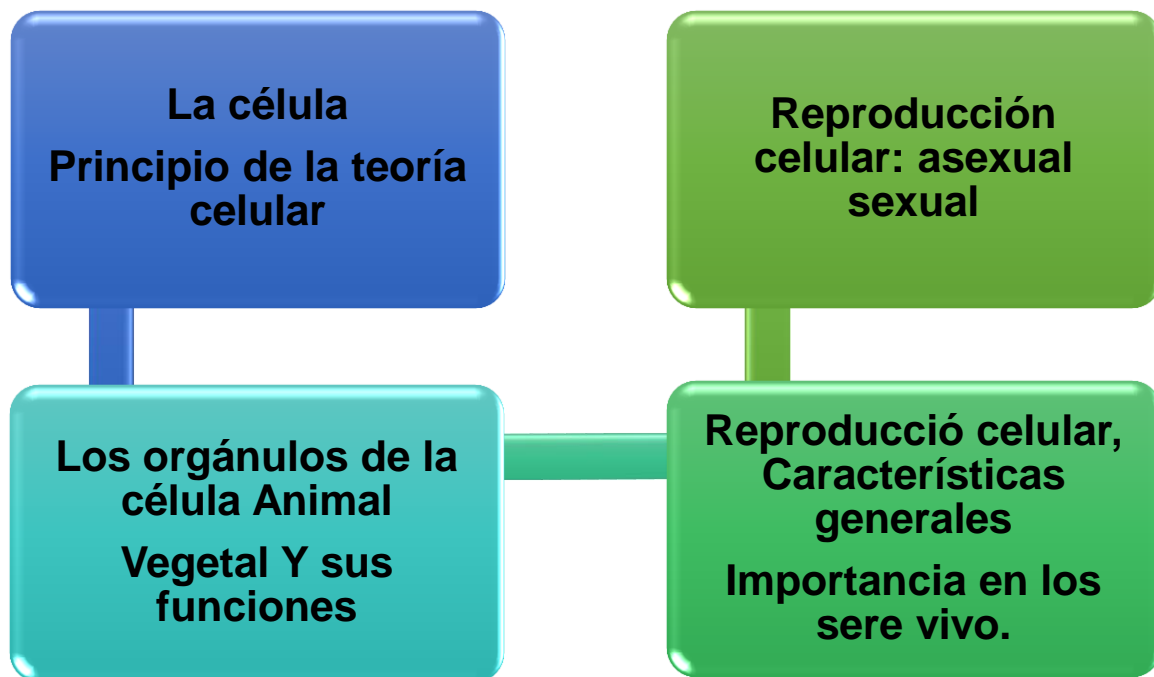 La célula
Principio de la teoría
celular
Los orgánulos de la
célula Animal
Vegetal Y sus
funciones
Reproducció celular,
Características
generales
Importancia en los
sere vivo.
Reproducción
celular: asexual
sexual